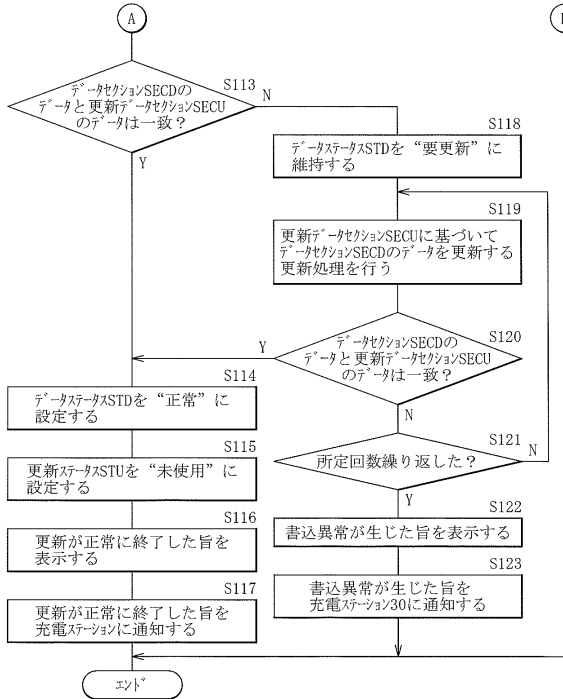 A
S113
データセクションSECDの
データと更新データセクションSECU
のデータは一致？
N
Y
S118
データステータスSTDを“要更新”に
維持する
S119
更新データセクションSECUに基づいて
データセクションSECDのデータを更新する
更新処理を行う
S120
データセクションSECDの
データと更新データセクションSECU
のデータは一致？
Y
N
S114
データステータスSTDを“正常”に
設定する
S121
所定回数繰り返した？
N
Y
S115
更新ステータスSTUを“未使用”に
設定する
S122
書込異常が生じた旨を表示する
S116
更新が正常に終了した旨を
表示する
S123
書込異常が生じた旨を
充電ステーション30に通知する
S117
更新が正常に終了した旨を
充電ステーションに通知する
エンド